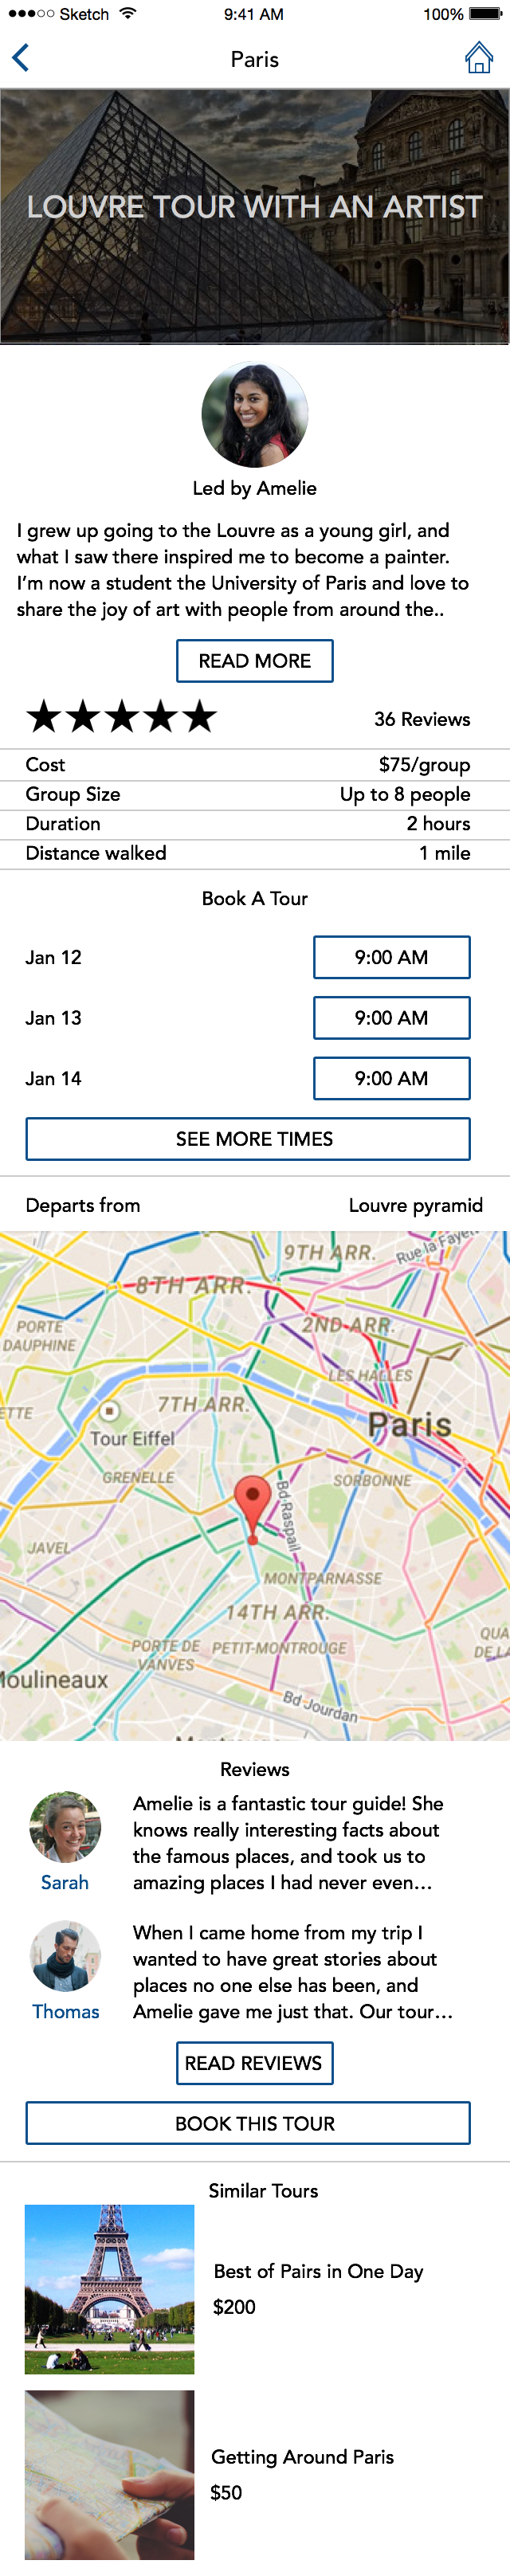 Sketch 9:41 AM 100%
Paris
LOUVRE TOUR WITH AN ARTIST
Led by Amelie
I grew up going to the Louvre as a young girl, and
what I saw there inspired me to become a painter.
I'm now a student the University of Paris and love to
share the joy of art with people from around the..
READ MORE
36 Reviews
Cost $75/group
Group Size Up to 8 people
Duration 2 hours
Distance walked 1 mile
Book A Tour
Jan 12 9:00 AM
Jan 13 9:00 AM
Jan 14 9:00 AM
SEE MORE TIMES
Departs from Louvre pyramid
9TH ARR.
Rue la Fayett
8TH ARR.
2ND ARR.
PORTE
DAUPHINE
LES HALLES
7TH ARR.
ETTE
Paris
Tour Eiffel
GRENELLE
SORBONNE
Bd Raspail
JAVEL
MONTPARNASSE
14TH ARR.
PORTE DE
VANVES
PETIT-MONTROUGE
QUA
DE LA
Moulineaux
Bd Jourdan
Reviews
Amelie is a fantastic tour guide! She
knows really interesting facts about
the famous places, and took us to
amazing places I had never even...
Sarah
When I came home from my trip I
wanted to have great stories about
places no one else has been, and
Amelie gave me just that. Our tour...
Thomas
READ REVIEWS
BOOK THIS TOUR
Similar Tours
Best of Pairs in One Day
$200
Getting Around Paris
$50